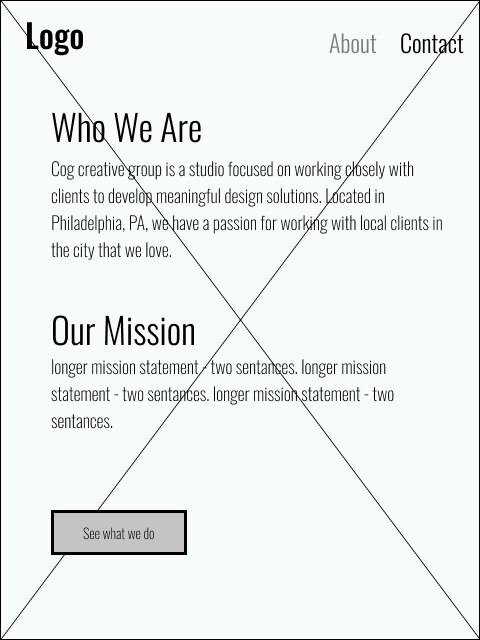 Logo
About Contact
Who We Are
Cog creative group is a studio focused on working closely with
clients to develop meaningful design solutions. Located in
Philadelphia, PA, we have a passion for working with local clients in
the city that we love.
Our Mission
longer mission statement - two sentances. longer mission
statement - two sentances. longer mission statement - two
sentances.
See what we do